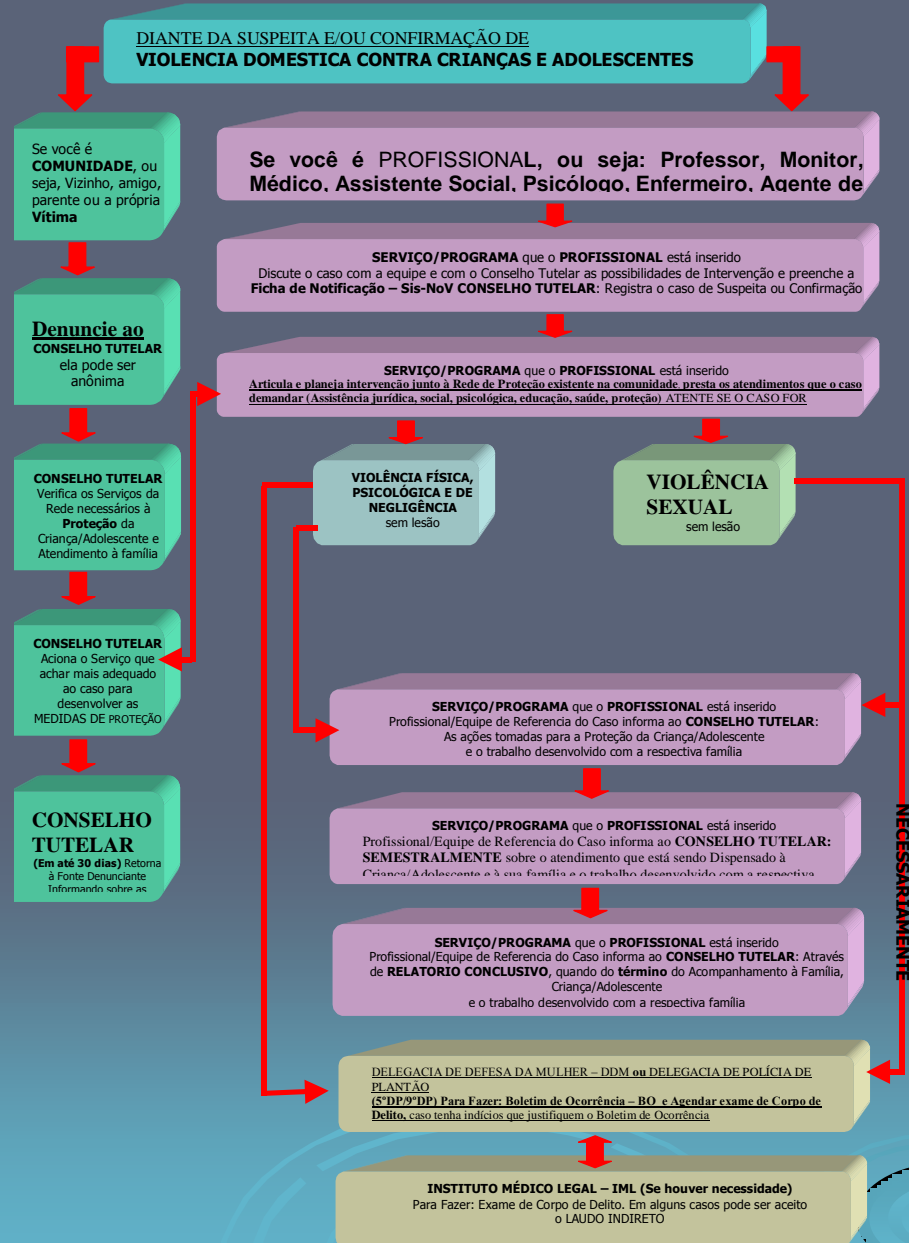 DIANTE DA SUSPEITA E/OU CONFIRMAÇÃO DE
VIOLENCIA DOMESTICA CONTRA CRIANÇAS E ADOLESCENTES
Se você é
COMUNIDADE, ou
seja, Vizinho, amigo,
parente ou a própria
Vítima
Denuncie ao
CONSELHO TUTELAR
ela pode ser
anônima
CONSELHO TUTELAR
Verifica os Serviços da
Rede necessários à
Proteção da
Criança/Adolescente e
Atendimento à família
CONSELHO TUTELAR
Aciona o Serviço que
achar mais adequado
ao caso para
desenvolver as
MEDIDAS DE PROTEÇÃO
CONSELHO
TUTELAR
(Em até 30 dias) Retorna
à Fonte Denunciante
Informando sobre as
Se você é PROFISSIONAL, ou seja: Professor, Monitor,
Médico, Assistente Social, Psicólogo, Enfermeiro, Agente de
SERVIÇO/PROGRAMA que o PROFISSIONAL está inserido
Discute o caso com a equipe e com o Conselho Tutelar as possibilidades de Intervenção e preenche a
Ficha de Notificação – Sis-NoV CONSELHO TUTELAR: Registra o caso de Suspeita ou Confirmação
SERVIÇO/PROGRAMA que o PROFISSIONAL está inserido
Articula e planeja intervenção junto à Rede de Proteção existente na comunidade, presta os atendimentos que o caso
demandar (Assistência jurídica, social, psicológica, educação, saúde, proteção) ATENTE SE O CASO FOR
VIOLÊNCIA FÍSICA,
PSICOLÓGICA E DE
NEGLIGÊNCIA
sem lesão
VIOLÊNCIA
SEXUAL
sem lesão
SERVIÇO/PROGRAMA que o PROFISSIONAL está inserido
Profissional/Equipe de Referencia do Caso informa ao CONSELHO TUTELAR:
As ações tomadas para a Proteção da Criança/Adolescente
e o trabalho desenvolvido com a respectiva família
SERVIÇO/PROGRAMA que o PROFISSIONAL está inserido
Profissional/Equipe de Referencia do Caso informa ao CONSELHO TUTELAR:
SEMESTRALMENTE sobre o atendimento que está sendo Dispensado à
Criança/Adolescente e à sua família e o trabalho desenvolvido com a respectiva
SERVIÇO/PROGRAMA que o PROFISSIONAL está inserido
Profissional/Equipe de Referencia do Caso informa ao CONSELHO TUTELAR: Através
de RELATORIO CONCLUSIVO, quando do término do Acompanhamento à Família,
Criança/Adolescente
e o trabalho desenvolvido com a respectiva família
NECESSARIAMENTE
DELEGACIA DE DEFESA DA MULHER – DDM ou DELEGACIA DE POLÍCIA DE
PLANTÃO
(5ºDP/9ºDP) Para Fazer: Boletim de Ocorrência – BO e Agendar exame de Corpo de
Delito, caso tenha indícios que justifiquem o Boletim de Ocorrência
INSTITUTO MÉDICO LEGAL – IML (Se houver necessidade)
Para Fazer: Exame de Corpo de Delito. Em alguns casos pode ser aceito
o LAUDO INDIRETO